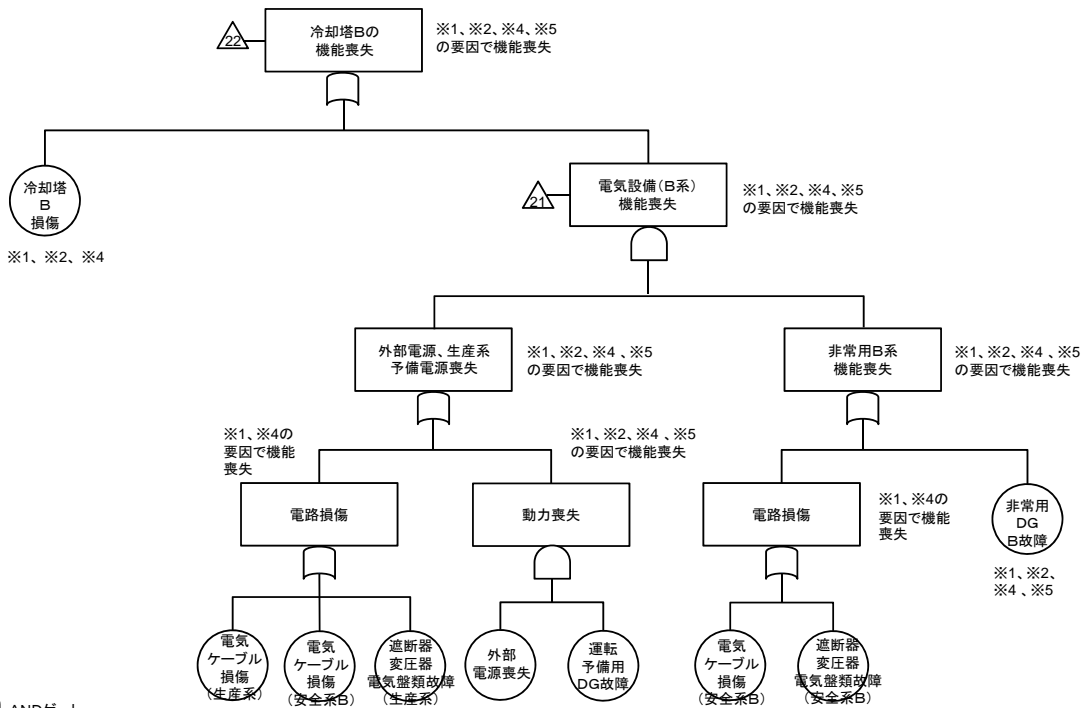 冷却塔Bの
機能喪失
22
※1、※2、※4、※5
の要因で機能喪失
冷却塔
B
損傷
※1、※2、※4
電気設備(B系)
機能喪失
21
※1、※2、※4、※5
の要因で機能喪失
外部電源、生産系
予備電源喪失
※1、※2、※4 、※5
の要因で機能喪失
非常用B系
機能喪失
※1、※2、※4 、※5
の要因で機能喪失
※1、※4の
要因で機能
喪失
※1、※2、※4 、※5
の要因で機能喪失
電路損傷
動力喪失
電路損傷
※1、※4の
要因で機能
喪失
非常用
DG
B故障
※1、※2、
※4 、※5
電気
ケーブル
損傷
(生産系)
電気
ケーブル
損傷
(安全系B)
遮断器
変圧器
電気盤類故障
(生産系)
外部
電源喪失
運転
予備用
DG故障
電気
ケーブル
損傷
(安全系B)
遮断器
変圧器
電気盤類故障
(安全系B)